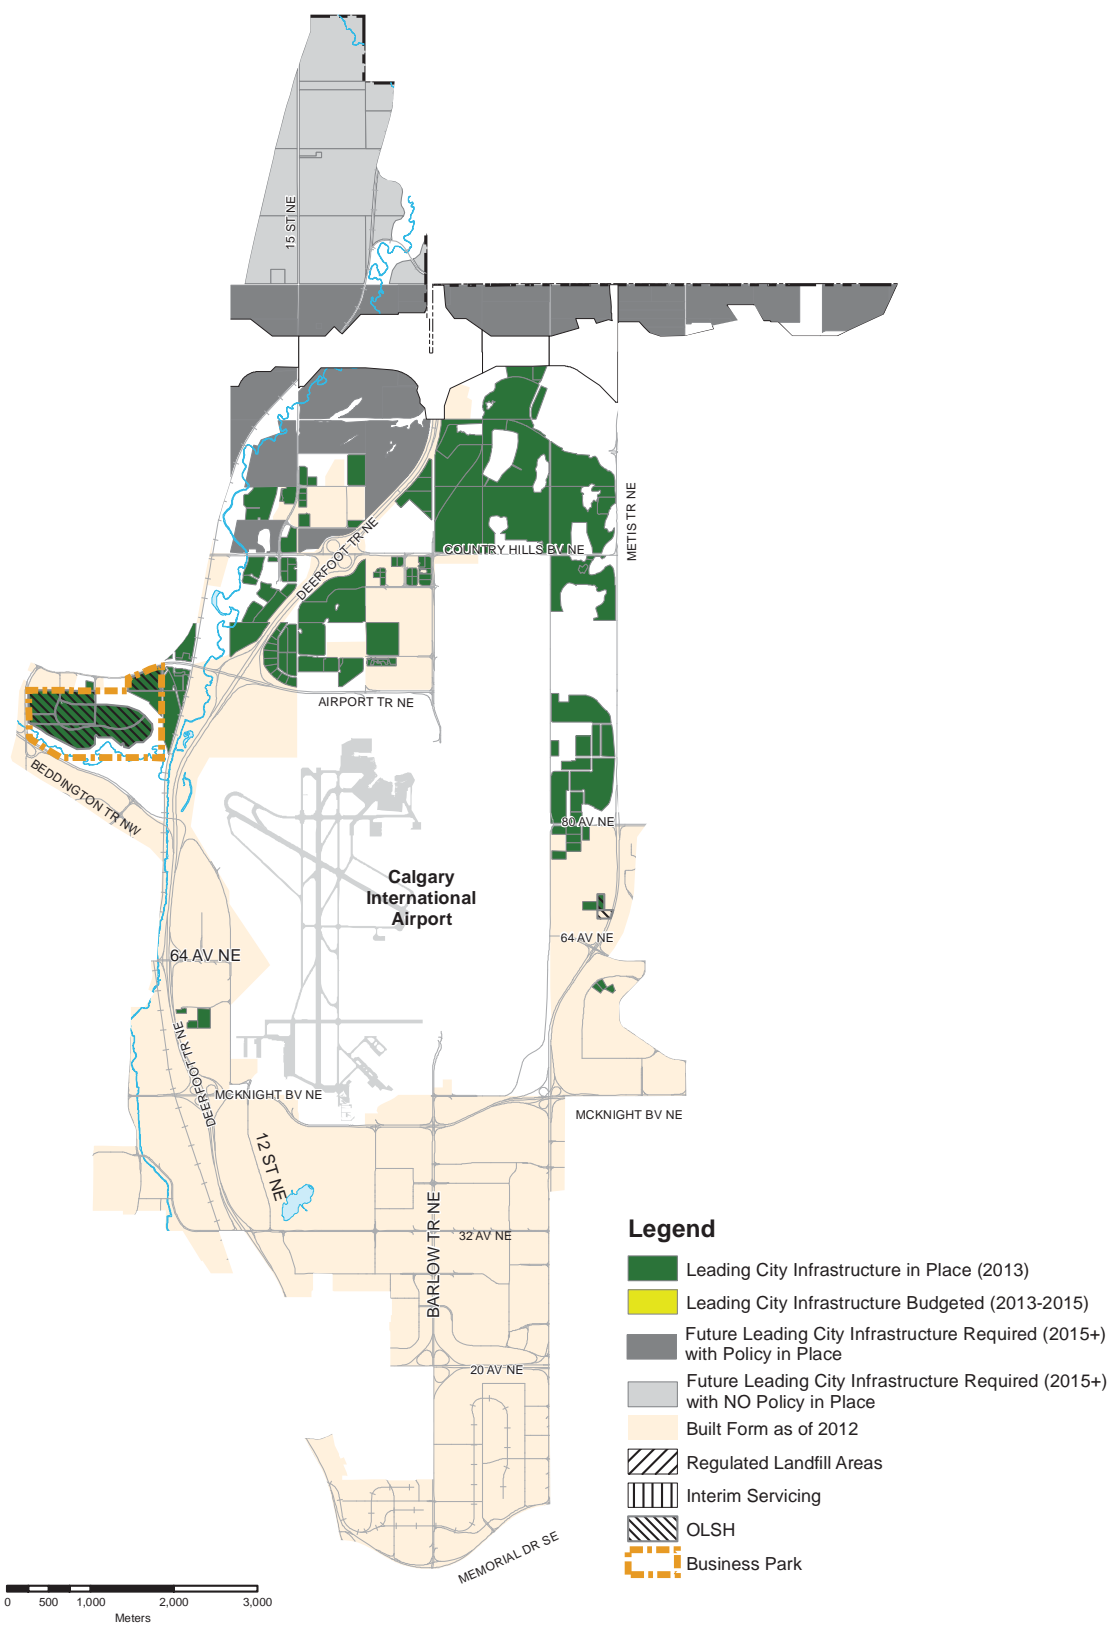 15 ST NE
METIS TR NE
DEERFOOT TR NE
COUNTRY HILLS BV NE
AIRPORT TR NE
BEDDINGTON TR NW
80 AV NE
Calgary
International
Airport
64 AV NE
64 AV NE
DEERFOOT TR NE
MCKNIGHT BV NE
MCKNIGHT BV NE
12 ST NE
BARLOW TR NE
32 AV NE
20 AV NE
MEMORIAL DR SE
Legend
Leading City Infrastructure in Place (2013)
Leading City Infrastructure Budgeted (2013-2015)
Future Leading City Infrastructure Required (2015+)
with Policy in Place
Future Leading City Infrastructure Required (2015+)
with NO Policy in Place
Built Form as of 2012
Regulated Landfill Areas
Interim Servicing
OLSH
Business Park
0 500 1,000 2,000 3,000
Meters